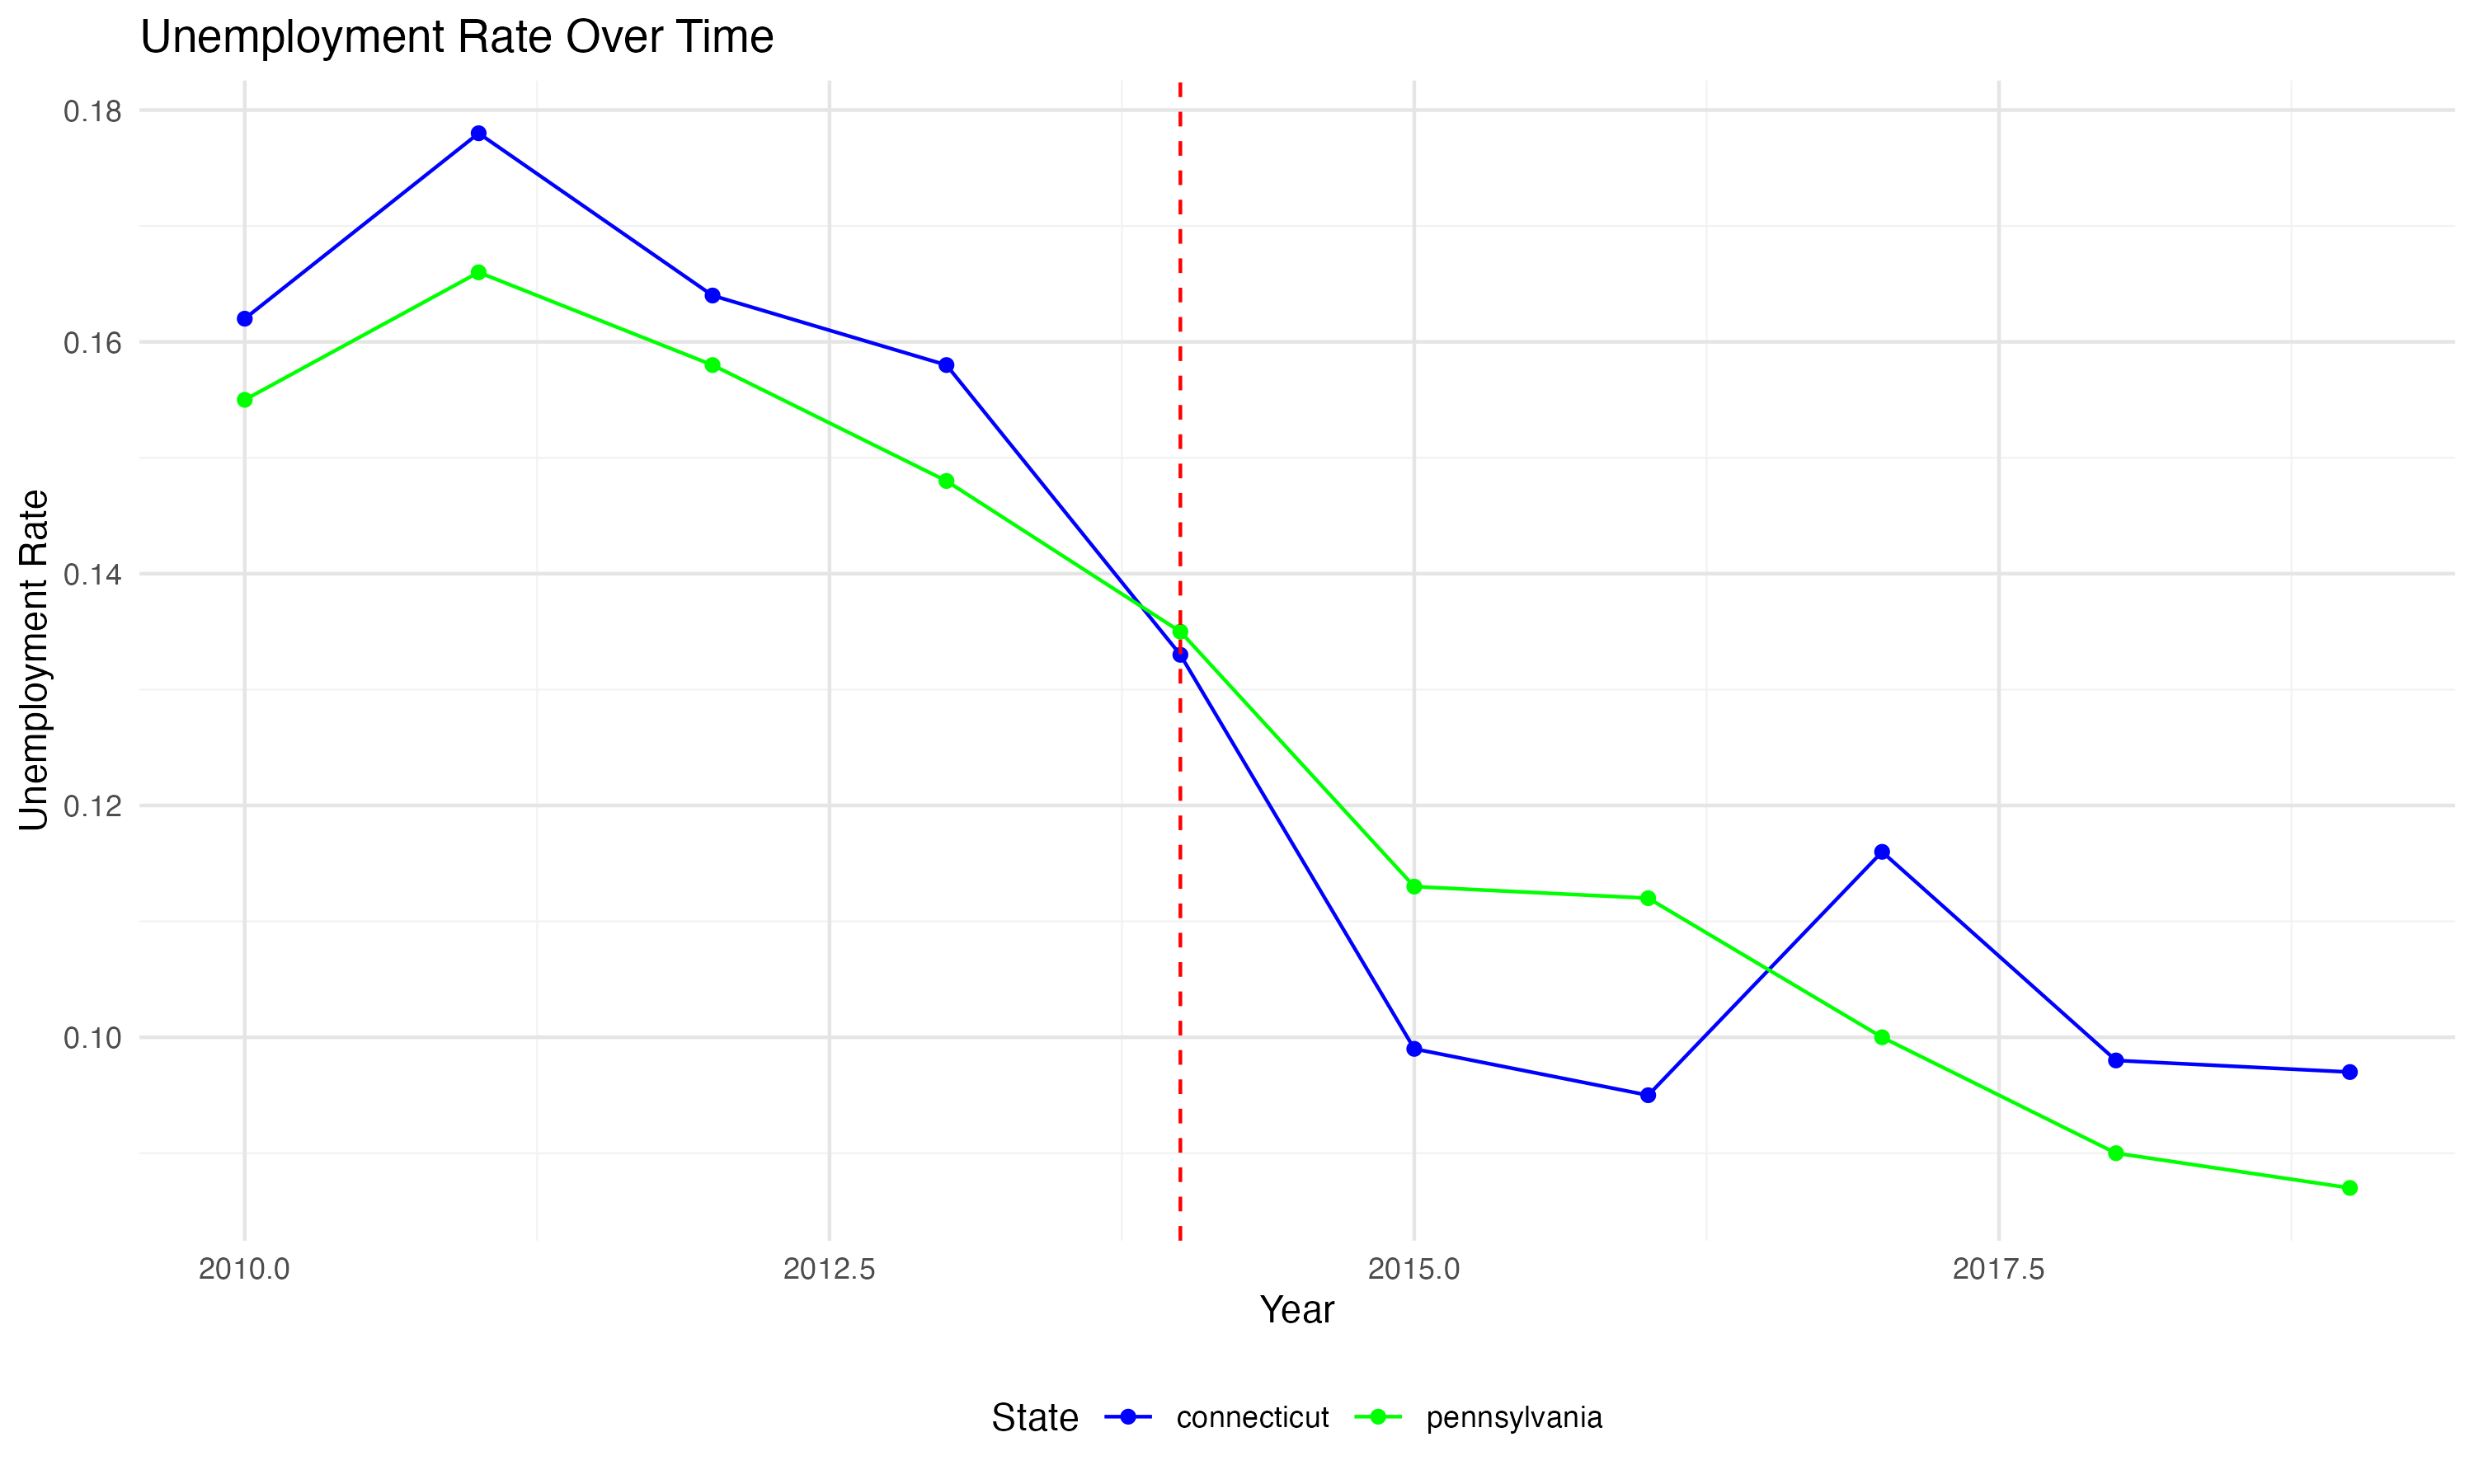 Unemployment Rate Over Time
Unemployment Rate
0.18
0.16
0.14
0.12
0.10
2010.0 2012.5 2015.0 2017.5
Year
State connecticut pennsylvania